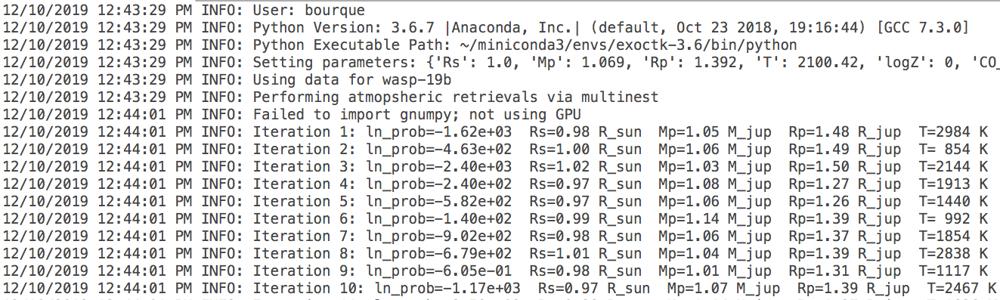 12/10/2019 12:43:29 PM INFO: User: bourque
12/10/2019 12:43:29 PM INFO: Python Version: 3.6.7 |Anaconda, Inc.| (default, Oct 23 2018, 19:16:44) [GCC 7.3.0]
12/10/2019 12:43:29 PM INFO: Python Executable Path: ~/miniconda3/envs/exoctk-3.6/bin/python
12/10/2019 12:43:29 PM INFO: Setting parameters: {'Rs': 1.0, 'Mp': 1.069, 'Rp': 1.392, 'T': 2100.42, 'logZ': 0, 'CO_
12/10/2019 12:43:29 PM INFO: Using data for wasp-19b
12/10/2019 12:43:29 PM INFO: Performing atmopsheric retrievals via multinest
12/10/2019 12:44:01 PM INFO: Failed to import gnumpy; not using GPU
12/10/2019 12:44:01 PM INFO: Iteration 1: ln_prob=-1.62e+03  Rs=0.98 R_sun  Mp=1.05 M_jup  Rp=1.48 R_jup  T=2984 K
12/10/2019 12:44:01 PM INFO: Iteration 2: ln_prob=-4.63e+02  Rs=1.00 R_sun  Mp=1.06 M_jup  Rp=1.49 R_jup  T= 854 K
12/10/2019 12:44:01 PM INFO: Iteration 3: ln_prob=-2.40e+03  Rs=1.02 R_sun  Mp=1.03 M_jup  Rp=1.50 R_jup  T=2144 K
12/10/2019 12:44:01 PM INFO: Iteration 4: ln_prob=-2.40e+02  Rs=0.97 R_sun  Mp=1.08 M_jup  Rp=1.27 R_jup  T=1913 K
12/10/2019 12:44:01 PM INFO: Iteration 5: ln_prob=-5.82e+02  Rs=0.97 R_sun  Mp=1.06 M_jup  Rp=1.26 R_jup  T=1440 K
12/10/2019 12:44:01 PM INFO: Iteration 6: ln_prob=-1.40e+02  Rs=0.99 R_sun  Mp=1.14 M_jup  Rp=1.39 R_jup  T= 992 K
12/10/2019 12:44:01 PM INFO: Iteration 7: ln_prob=-9.02e+02  Rs=0.98 R_sun  Mp=1.06 M_jup  Rp=1.37 R_jup  T=1854 K
12/10/2019 12:44:01 PM INFO: Iteration 8: ln_prob=-6.79e+02  Rs=1.01 R_sun  Mp=1.04 M_jup  Rp=1.39 R_jup  T=2838 K
12/10/2019 12:44:01 PM INFO: Iteration 9: ln_prob=-6.05e-01  Rs=0.98 R_sun  Mp=1.01 M_jup  Rp=1.31 R_jup  T=1117 K
12/10/2019 12:44:01 PM INFO: Iteration 10: ln_prob=-1.17e+03  Rs=0.97 R_sun  Mp=1.07 M_jup  Rp=1.39 R_jup  T=2467 K